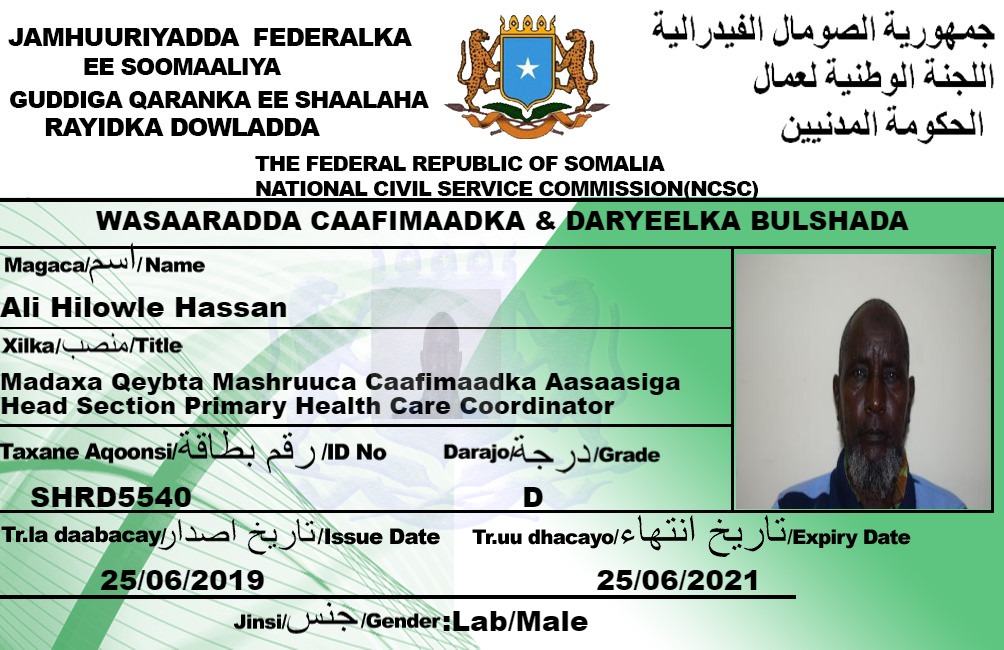 JAMHUURIYADDA FEDERALKA
EE SOOMAALIYA
GUDDIGA QARANKA EE SHAALAHA
RAYIDKA DOWLADDA
جمهورية الصومال الفيدرالية
اللجنة الوطنية لعمال
الحكومة المدنيين
THE FEDERAL REPUBLIC OF SOMALIA
NATIONAL CIVIL SERVICE COMMISSION(NCSC)
WASAARADDA CAAFIMAADKA & DARYEELKA BULSHADA
Magaca/اسم/Name
Ali Hilowle Hassan
Xilka/منصب/Title
Madaxa Qeybta Mashruuca Caafimaadka Aasaasiga
Head Section Primary Health Care Coordinator
Taxane Aqoonsi/رقم بطاقة/ID No
Darajo/درجة/Grade
SHRD5540
D
Tr.la daabacay/تاريخ اصدار/Issue Date
Tr.uu dhacayo/تاريخ انتهاء/Expiry Date
25/06/2019
25/06/2021
Jinsi/جنس/Gender:Lab/Male